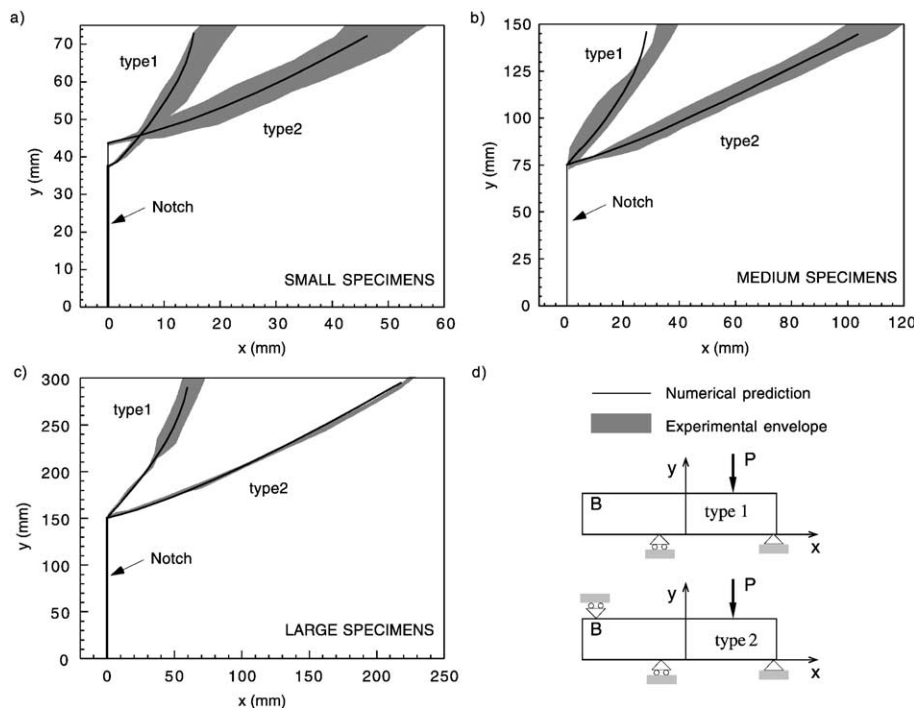 a)
type1
type2
Notch
SMALL SPECIMENS
y (mm)
0
10
20
30
40
50
60
70
0
10
20
30
40
50
60
x (mm)
b)
type1
type2
Notch
MEDIUM SPECIMENS
y (mm)
0
25
50
75
100
125
150
0
20
40
60
80
100
120
x (mm)
c)
type1
type2
Notch
LARGE SPECIMENS
y (mm)
0
50
100
150
200
250
300
0
50
100
150
200
250
x (mm)
d)
Numerical prediction
Experimental envelope
P
y
B
type 1
x
P
y
B
type 2
x